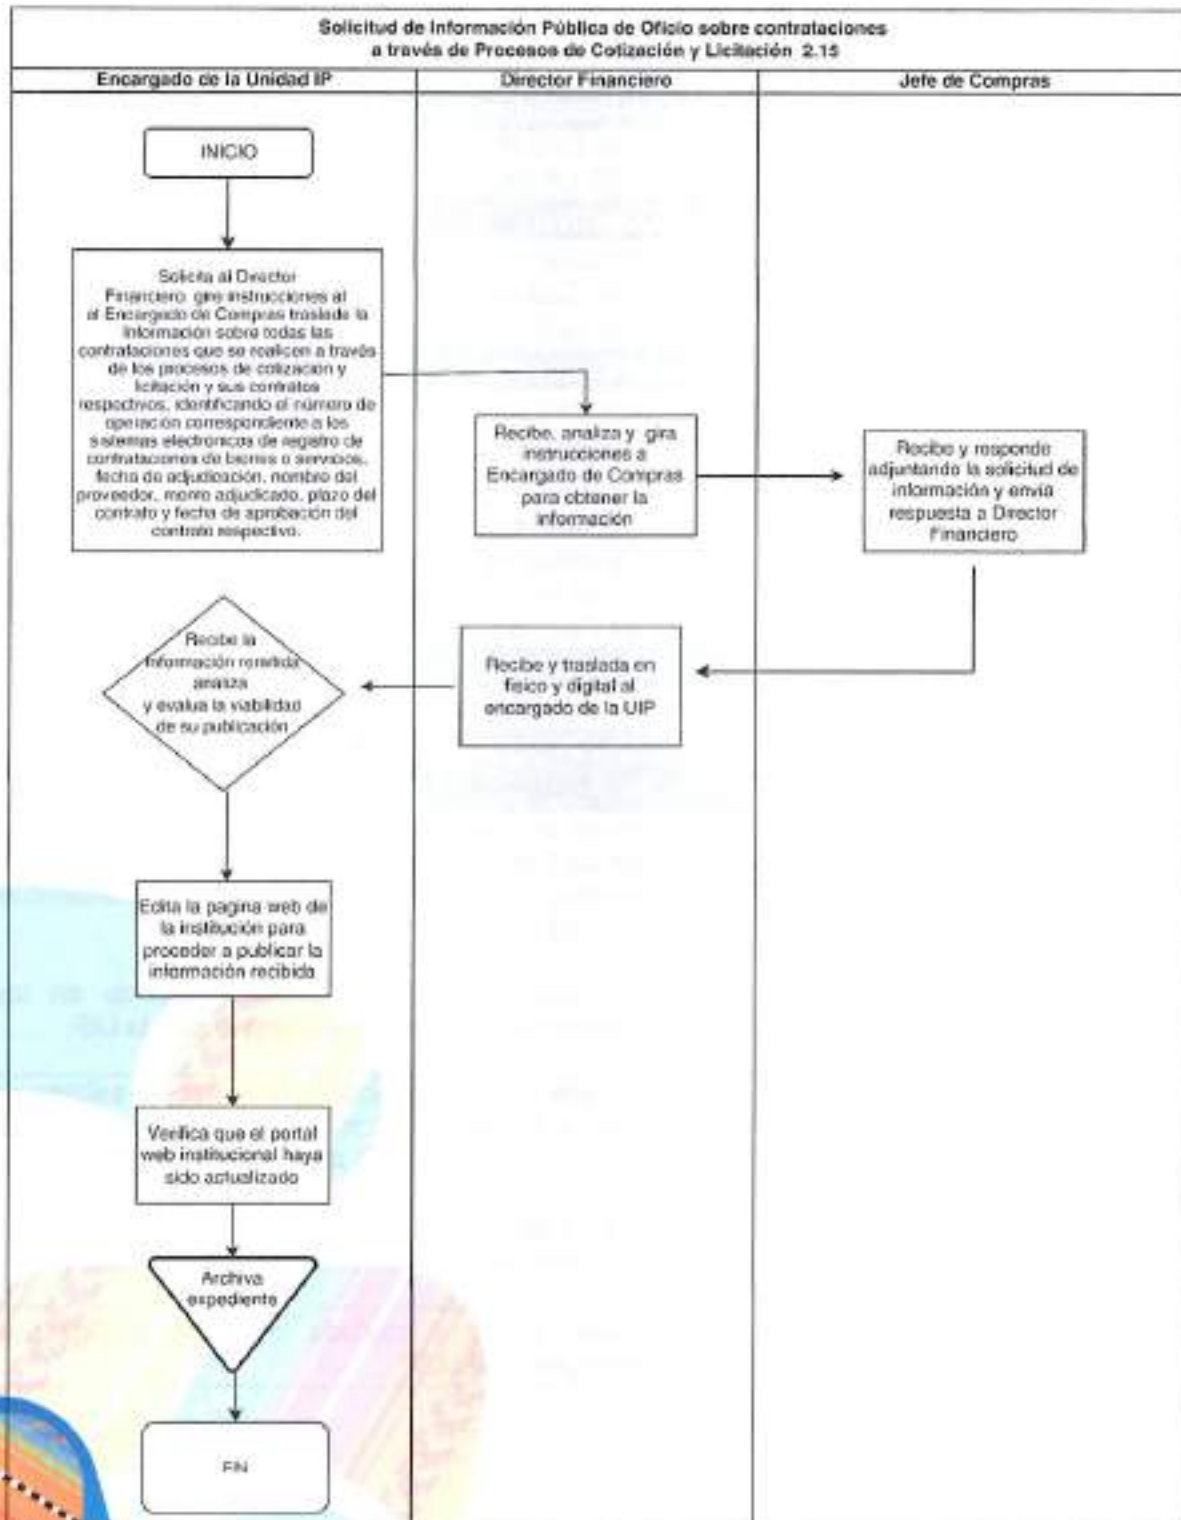 Solicitud de Información Pública de Oficio sobre contrataciones
a través de Procesos de Cotización y Licitación 2.15
Encargado de la Unidad IP
Director Financiero
Jefe de Compras
INICIO
Solicita al Director
Financiero gire instrucciones al
al Encargado de Compras traslade la
Información sobre todas las
contrataciones que se realicen a través
de los procesos de cotización y
licitación y sus contratos
respectivos, identificando el número de
operación correspondiente a los
sistemas electrónicos de registro de
contrataciones de bienes o servicios,
fecha de adjudicación, nombre del
proveedor, monto adjudicado, plazo del
contrato y fecha de aprobación del
contrato respectivo.
Recibe, analiza y gira
instrucciones a
Encargado de Compras
para obtener la
información
Recibe y responde
adjuntando la solicitud de
información y envia
respuesta a Director
Financiero
Recibe la
Información remitida
analiza
y evalua la viabilidad
de su publicación
Recibe y traslada en
fisico y digital al
encargado de la UIP
Edita la pagina web de
la institución para
proceder a publicar la
información recibida
Verifica que el portal
web institucional haya
sido actualizado
Archiva
expediente
FIN